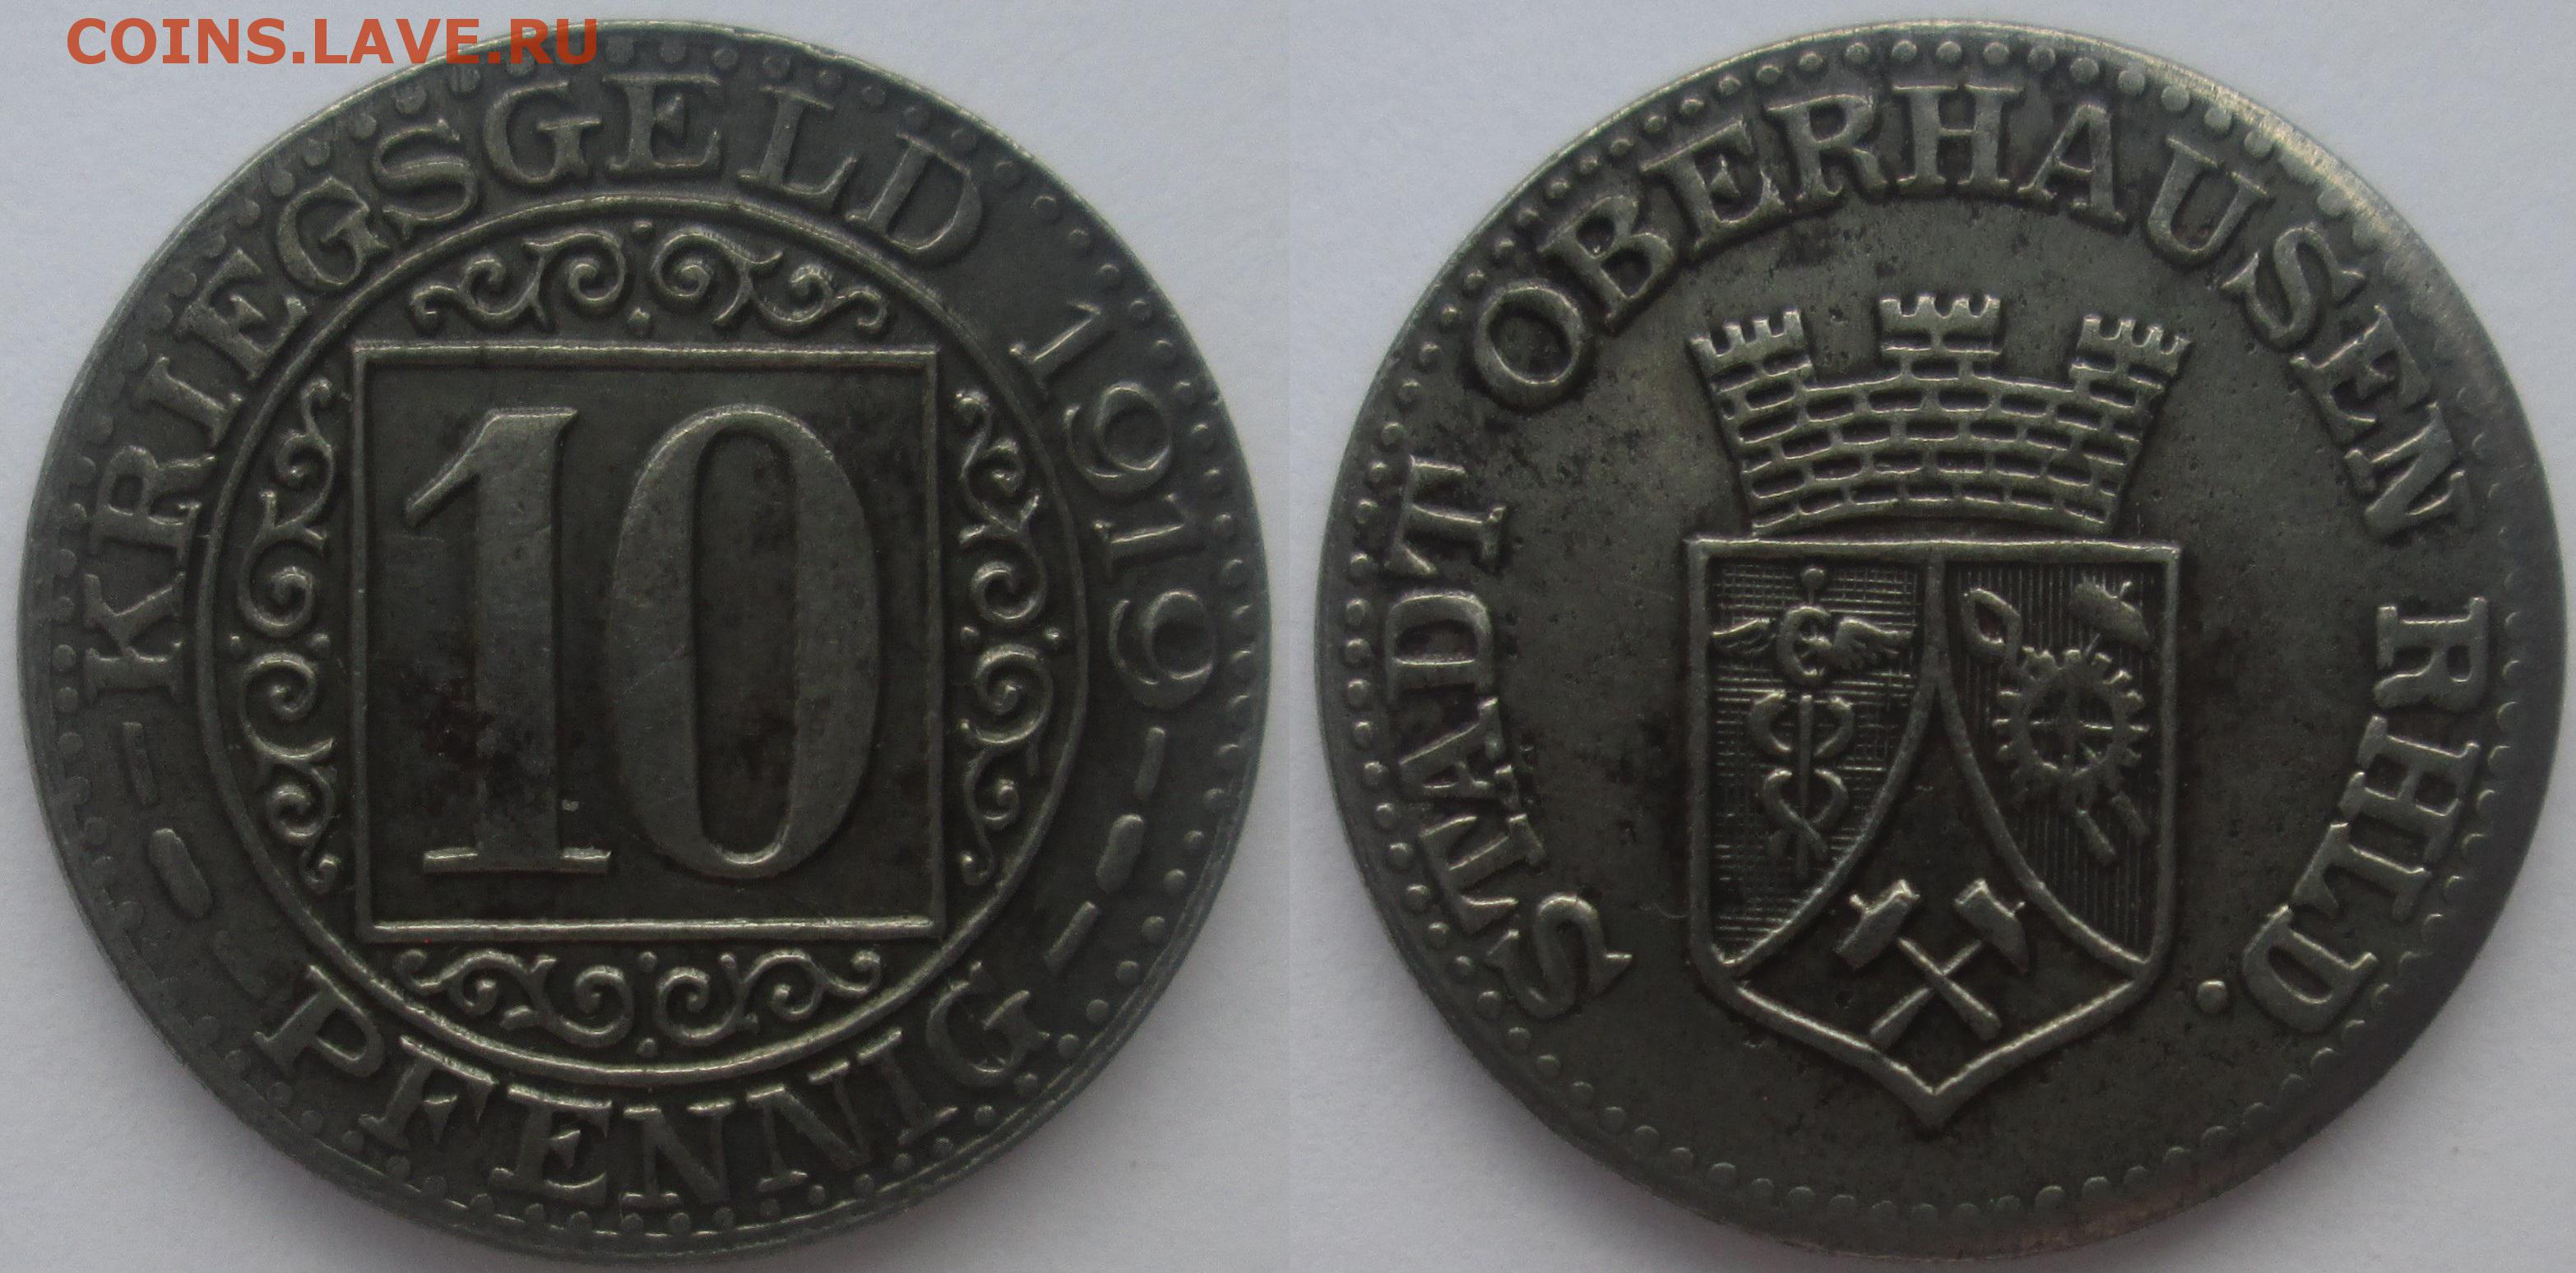 COINS.LAVE.RU
KRIEGSGELD 1919
10
PFENNIG
STADT OBERHAUSEN RHLD.